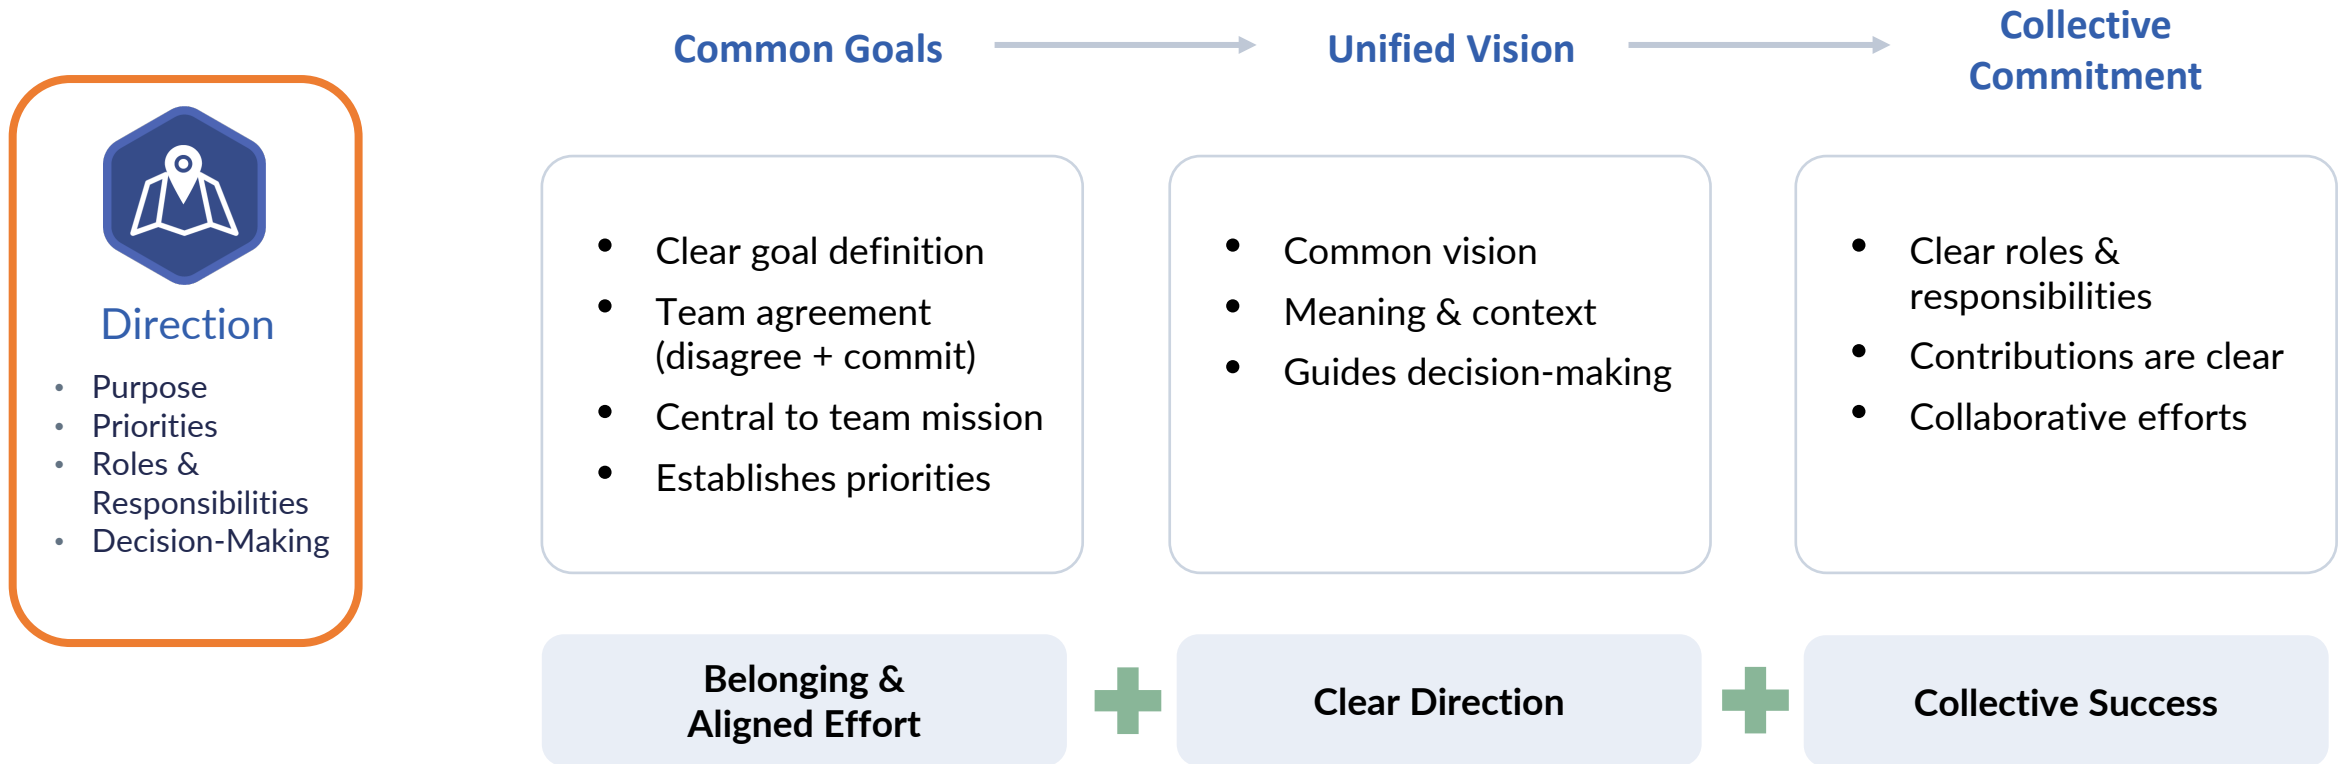 Direction
• Purpose
• Priorities
• Roles &
Responsibilities
• Decision-Making
Common Goals
Unified Vision
Collective
Commitment
• Clear goal definition
• Team agreement
(disagree + commit)
• Central to team mission
• Establishes priorities
• Common vision
• Meaning & context
• Guides decision-making
• Clear roles &
responsibilities
• Contributions are clear
• Collaborative efforts
Belonging &
Aligned Effort
Clear Direction
Collective Success